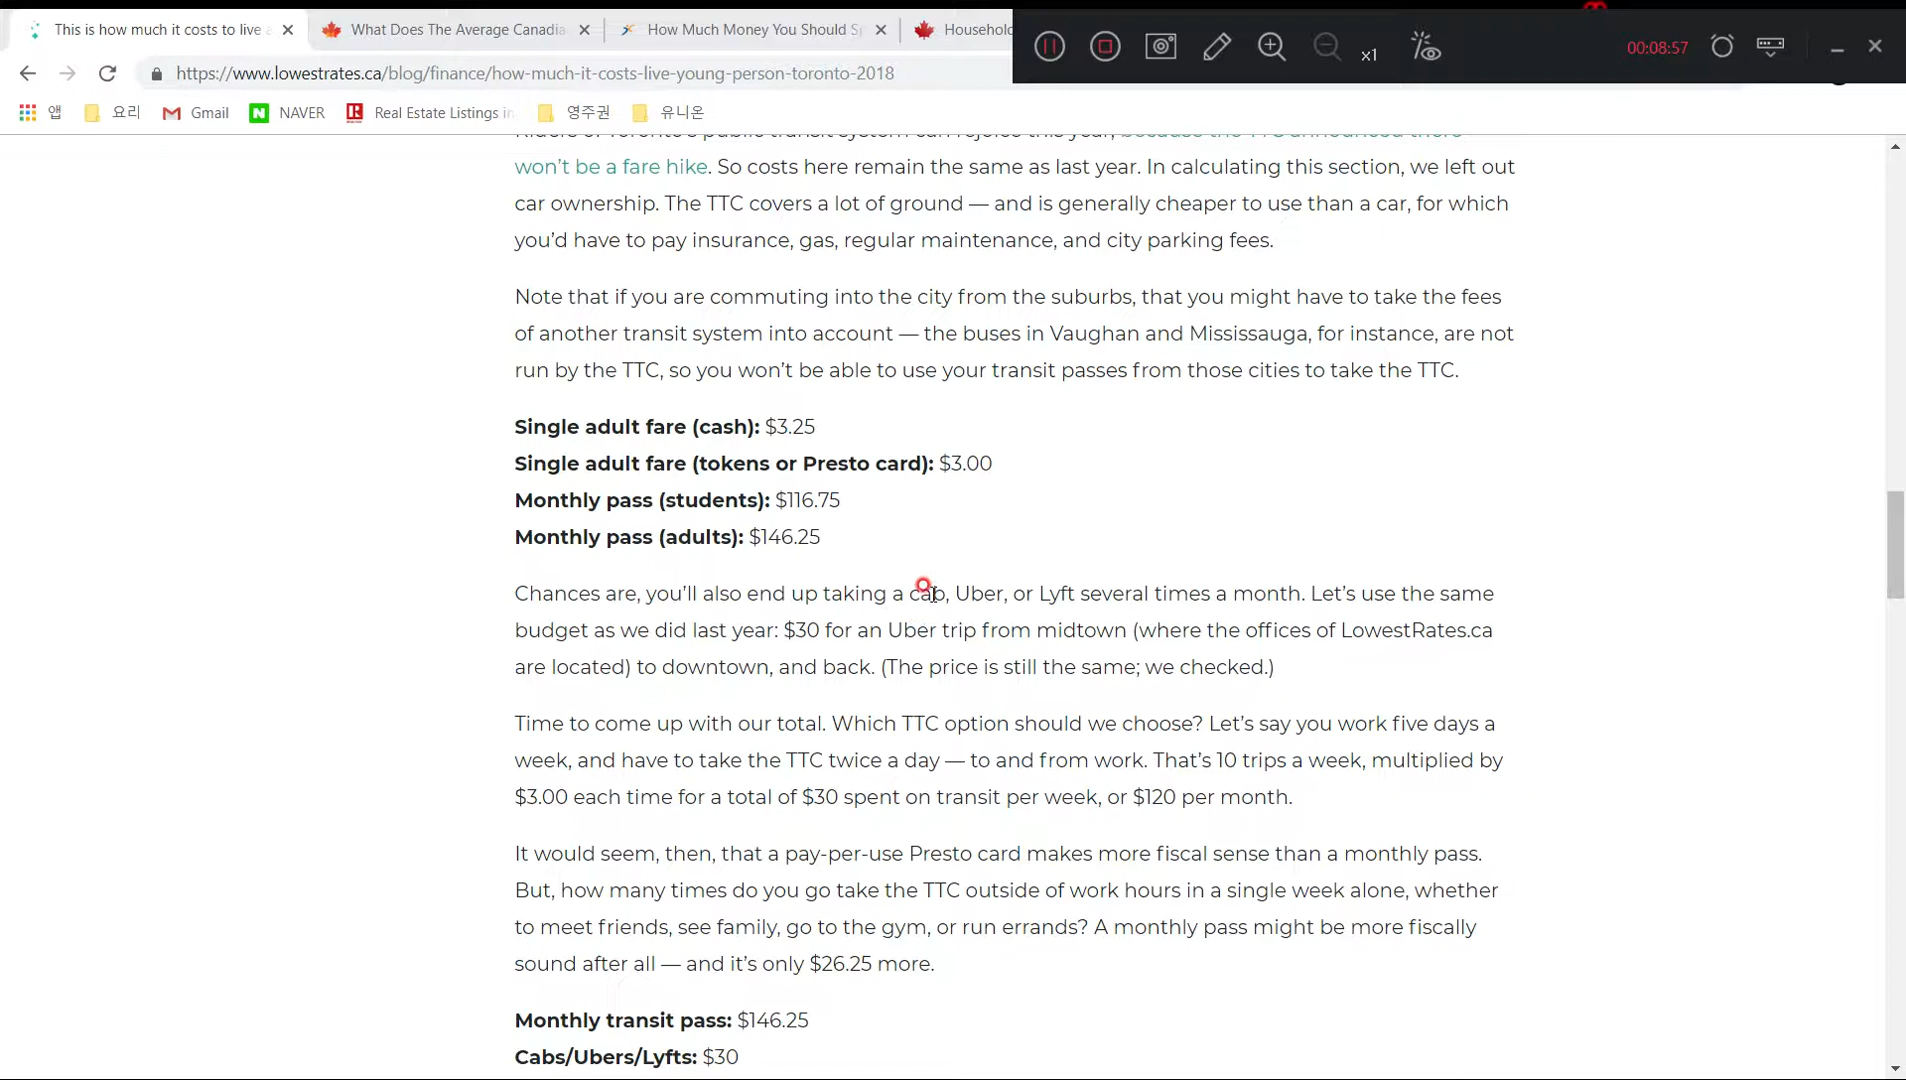 This is how much it costs to live
What Does The Average Canadia
How Much Money You Should Sp
Househo
x1
00:08:57
https://www.lowestrates.ca/blog/finance/how-much-it-costs-live-young-person-toronto-2018
앱
요리
Gmail
NAVER
Real Estate Listings in
영주권
유니온
Riders of Toronto's public transit system can rejoice this year, because the TTC announced there
won't be a fare hike. So costs here remain the same as last year. In calculating this section, we left out
car ownership. The TTC covers a lot of ground — and is generally cheaper to use than a car, for which
you'd have to pay insurance, gas, regular maintenance, and city parking fees.
Note that if you are commuting into the city from the suburbs, that you might have to take the fees
of another transit system into account — the buses in Vaughan and Mississauga, for instance, are not
run by the TTC, so you won't be able to use your transit passes from those cities to take the TTC.
Single adult fare (cash): $3.25
Single adult fare (tokens or Presto card): $3.00
Monthly pass (students): $116.75
Monthly pass (adults): $146.25
Chances are, you'll also end up taking a cab, Uber, or Lyft several times a month. Let's use the same
budget as we did last year: $30 for an Uber trip from midtown (where the offices of LowestRates.ca
are located) to downtown, and back. (The price is still the same; we checked.)
Time to come up with our total. Which TTC option should we choose? Let's say you work five days a
week, and have to take the TTC twice a day — to and from work. That's 10 trips a week, multiplied by
$3.00 each time for a total of $30 spent on transit per week, or $120 per month.
It would seem, then, that a pay-per-use Presto card makes more fiscal sense than a monthly pass.
But, how many times do you go take the TTC outside of work hours in a single week alone, whether
to meet friends, see family, go to the gym, or run errands? A monthly pass might be more fiscally
sound after all — and it's only $26.25 more.
Monthly transit pass: $146.25
Cabs/Ubers/Lyfts: $30